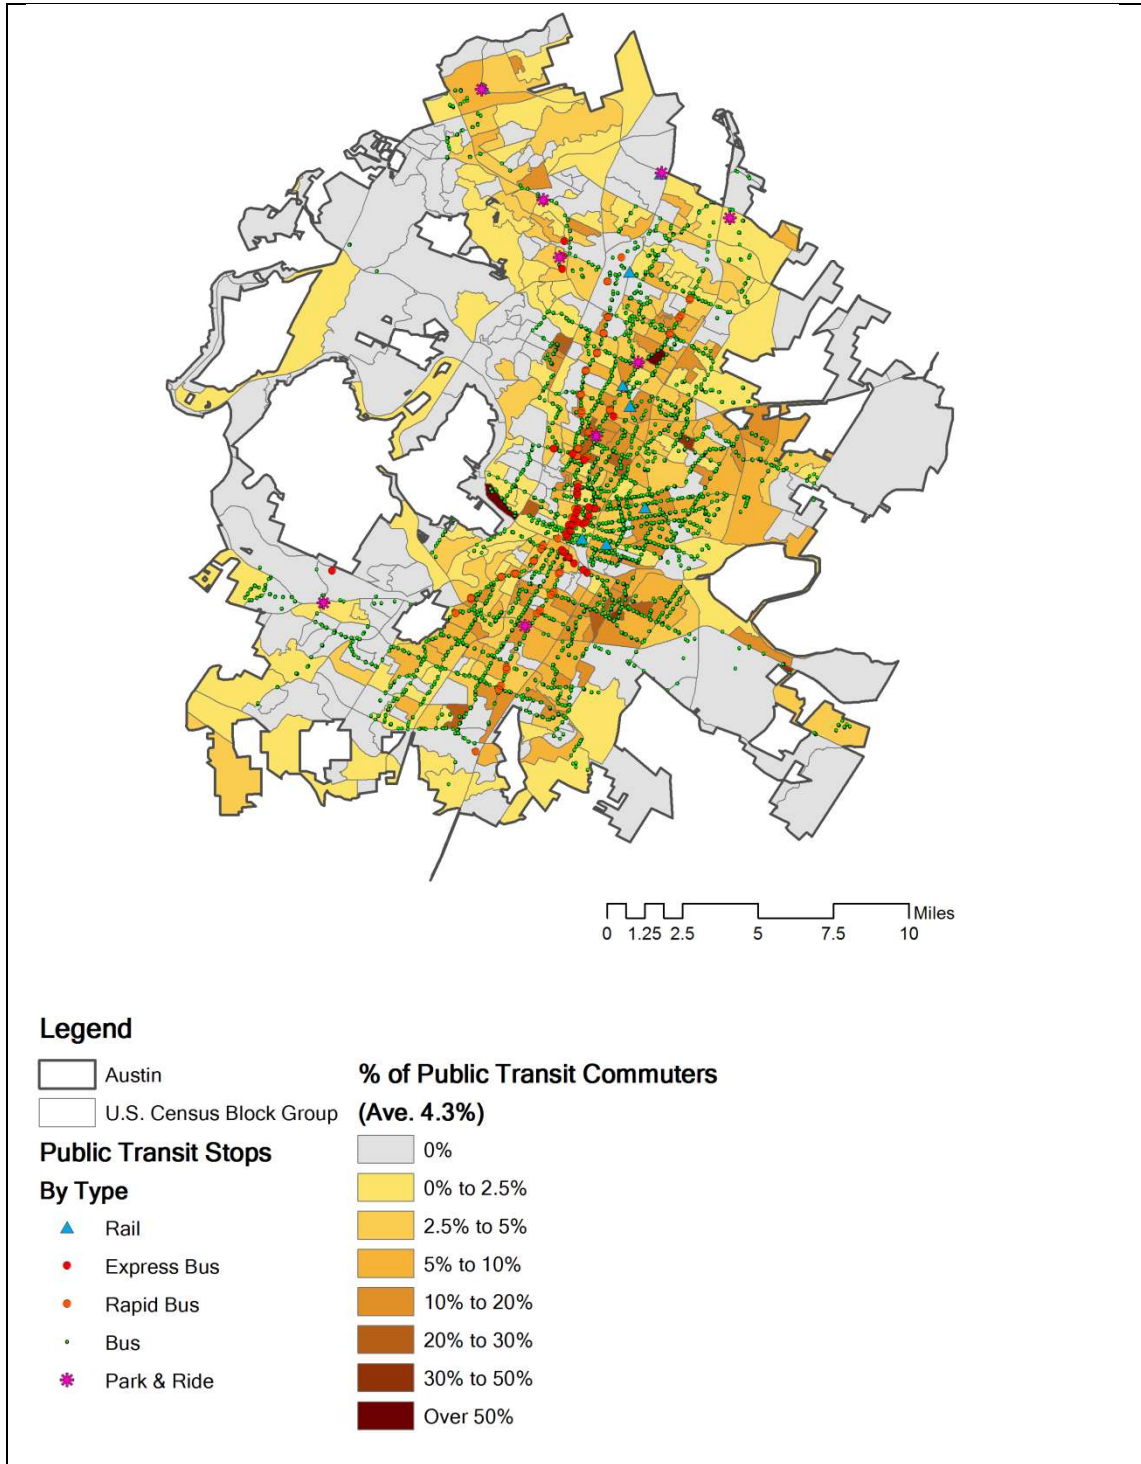 Miles
0 1.25 2.5 5 7.5 10
Legend
Austin
U.S. Census Block Group
Public Transit Stops
By Type
Rail
Express Bus
Rapid Bus
Bus
Park & Ride
% of Public Transit Commuters
(Ave. 4.3%)
0%
0% to 2.5%
2.5% to 5%
5% to 10%
10% to 20%
20% to 30%
30% to 50%
Over 50%